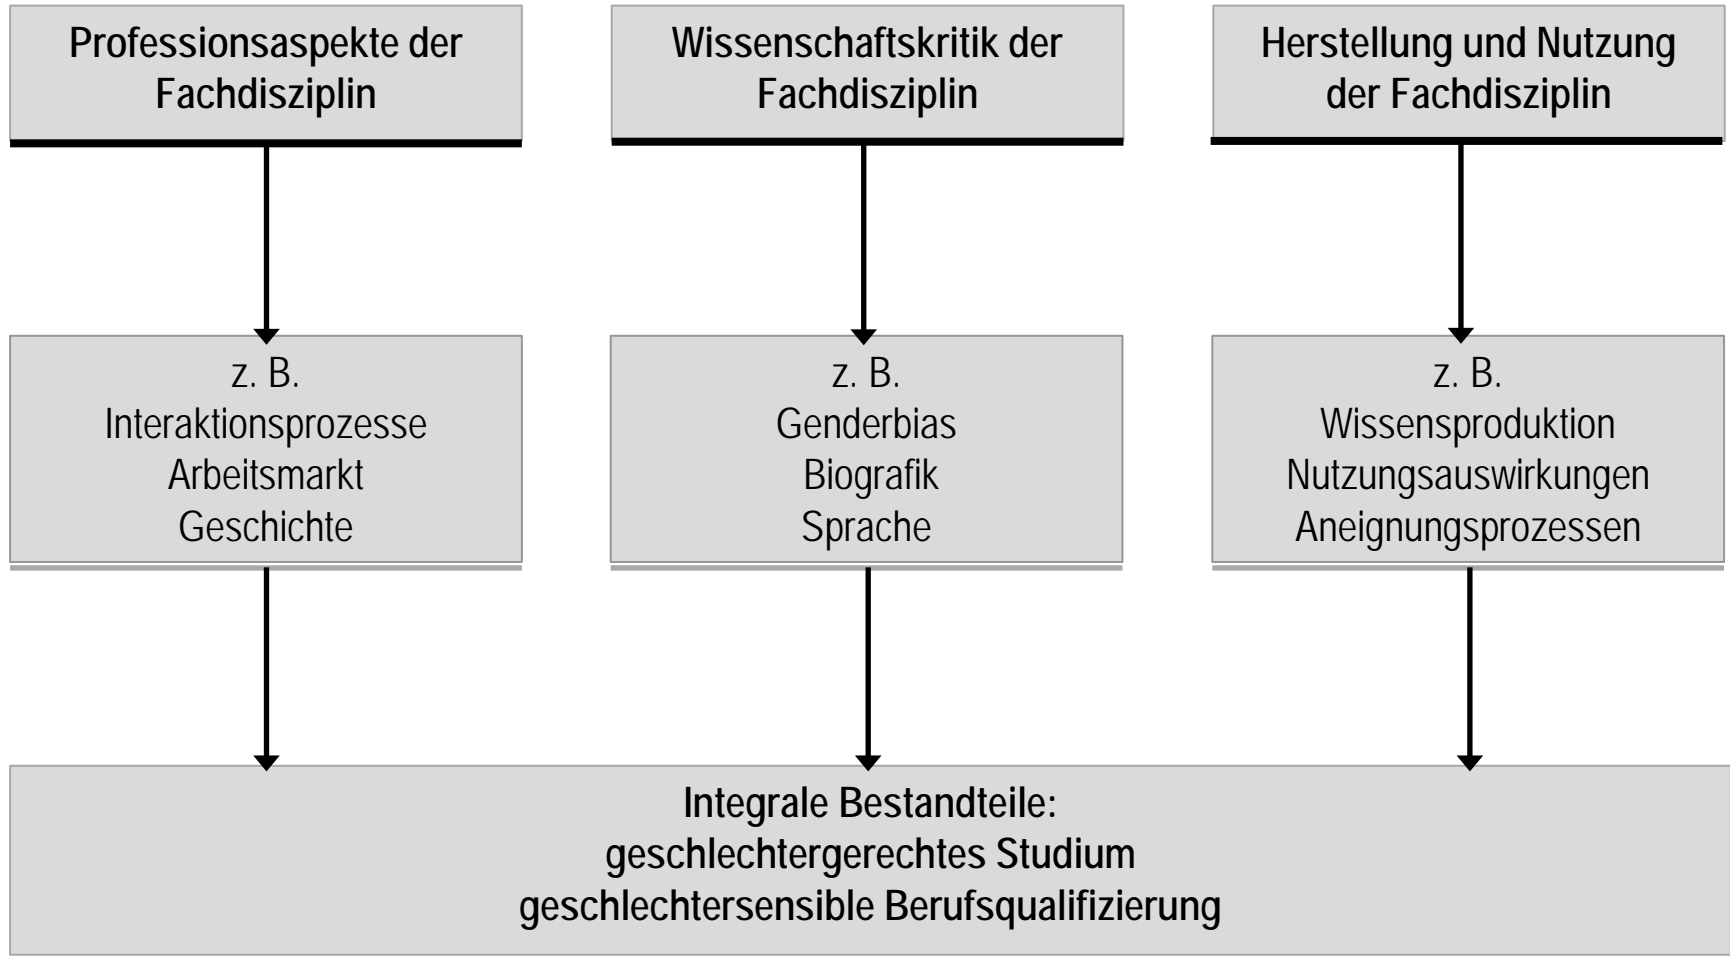 Professionsaspekte der
Fachdisziplin
Wissenschaftskritik der
Fachdisziplin
Herstellung und Nutzung
der Fachdisziplin
z. B.
Interaktionsprozesse
Arbeitsmarkt
Geschichte
z. B.
Genderbias
Biografik
Sprache
z. B.
Wissensproduktion
Nutzungsauswirkungen
Aneignungsprozessen
Integrale Bestandteile:
geschlechtergerechtes Studium
geschlechtersensible Berufsqualifizierung